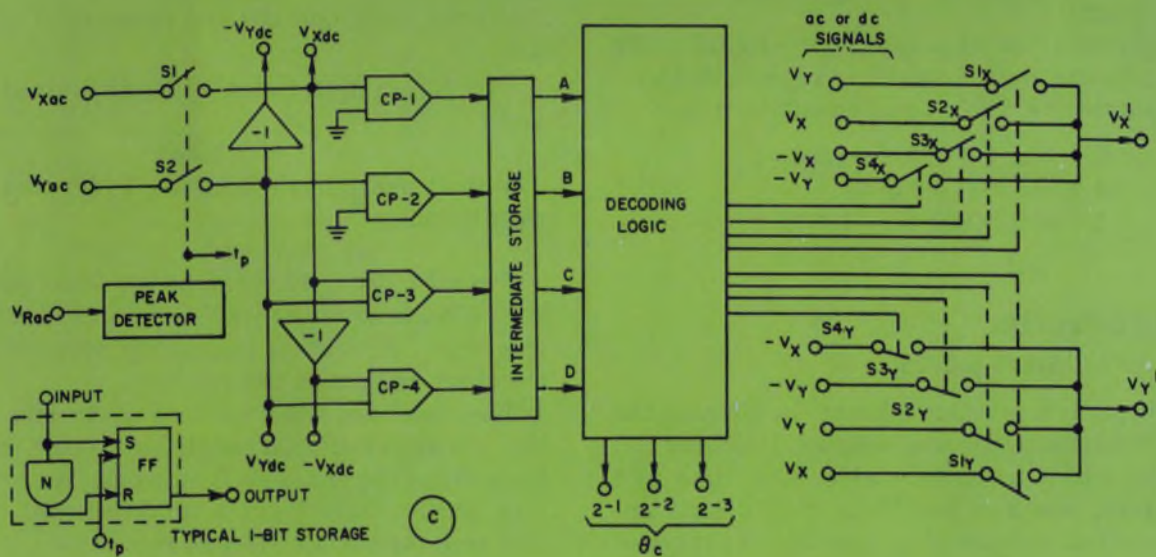 -VYdc
VXdc
ac or dc
SIGNALS
VXac
S1
-1
CP-1
A
VY
S1X
VX
S2X
VX'
-VX
S3X
-VY
S4X
VYac
S2
CP-2
B
INTERMEDIATE STORAGE
DECODING
LOGIC
tp
VRac
PEAK
DETECTOR
CP-3
C
-1
CP-4
D
-VX
S4Y
-VY
S3Y
VY'
VY
S2Y
VX
S1Y
VYdc
-VXdc
INPUT
S
FF
N
R
OUTPUT
tp
TYPICAL 1-BIT STORAGE
C
2-1 2-2 2-3
θc